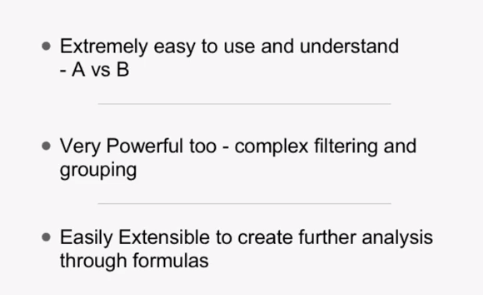 Extremely easy to use and understand
- A vs B
Very Powerful too - complex filtering and
grouping
Easily Extensible to create further analysis
through formulas